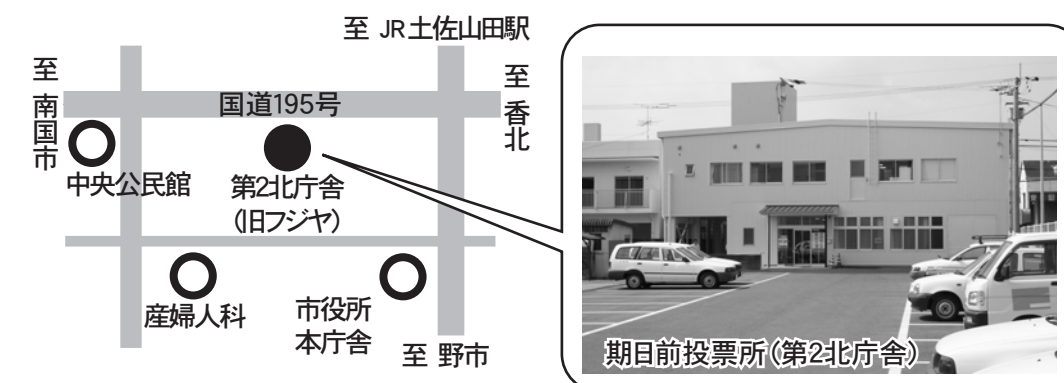 至 JR土佐山田駅
至 南国市
国道195号
至 香北
中央公民館
第2北庁舎
(旧フジヤ)
産婦人科
市役所
本庁舎
至 野市
期日前投票所(第2北庁舎)